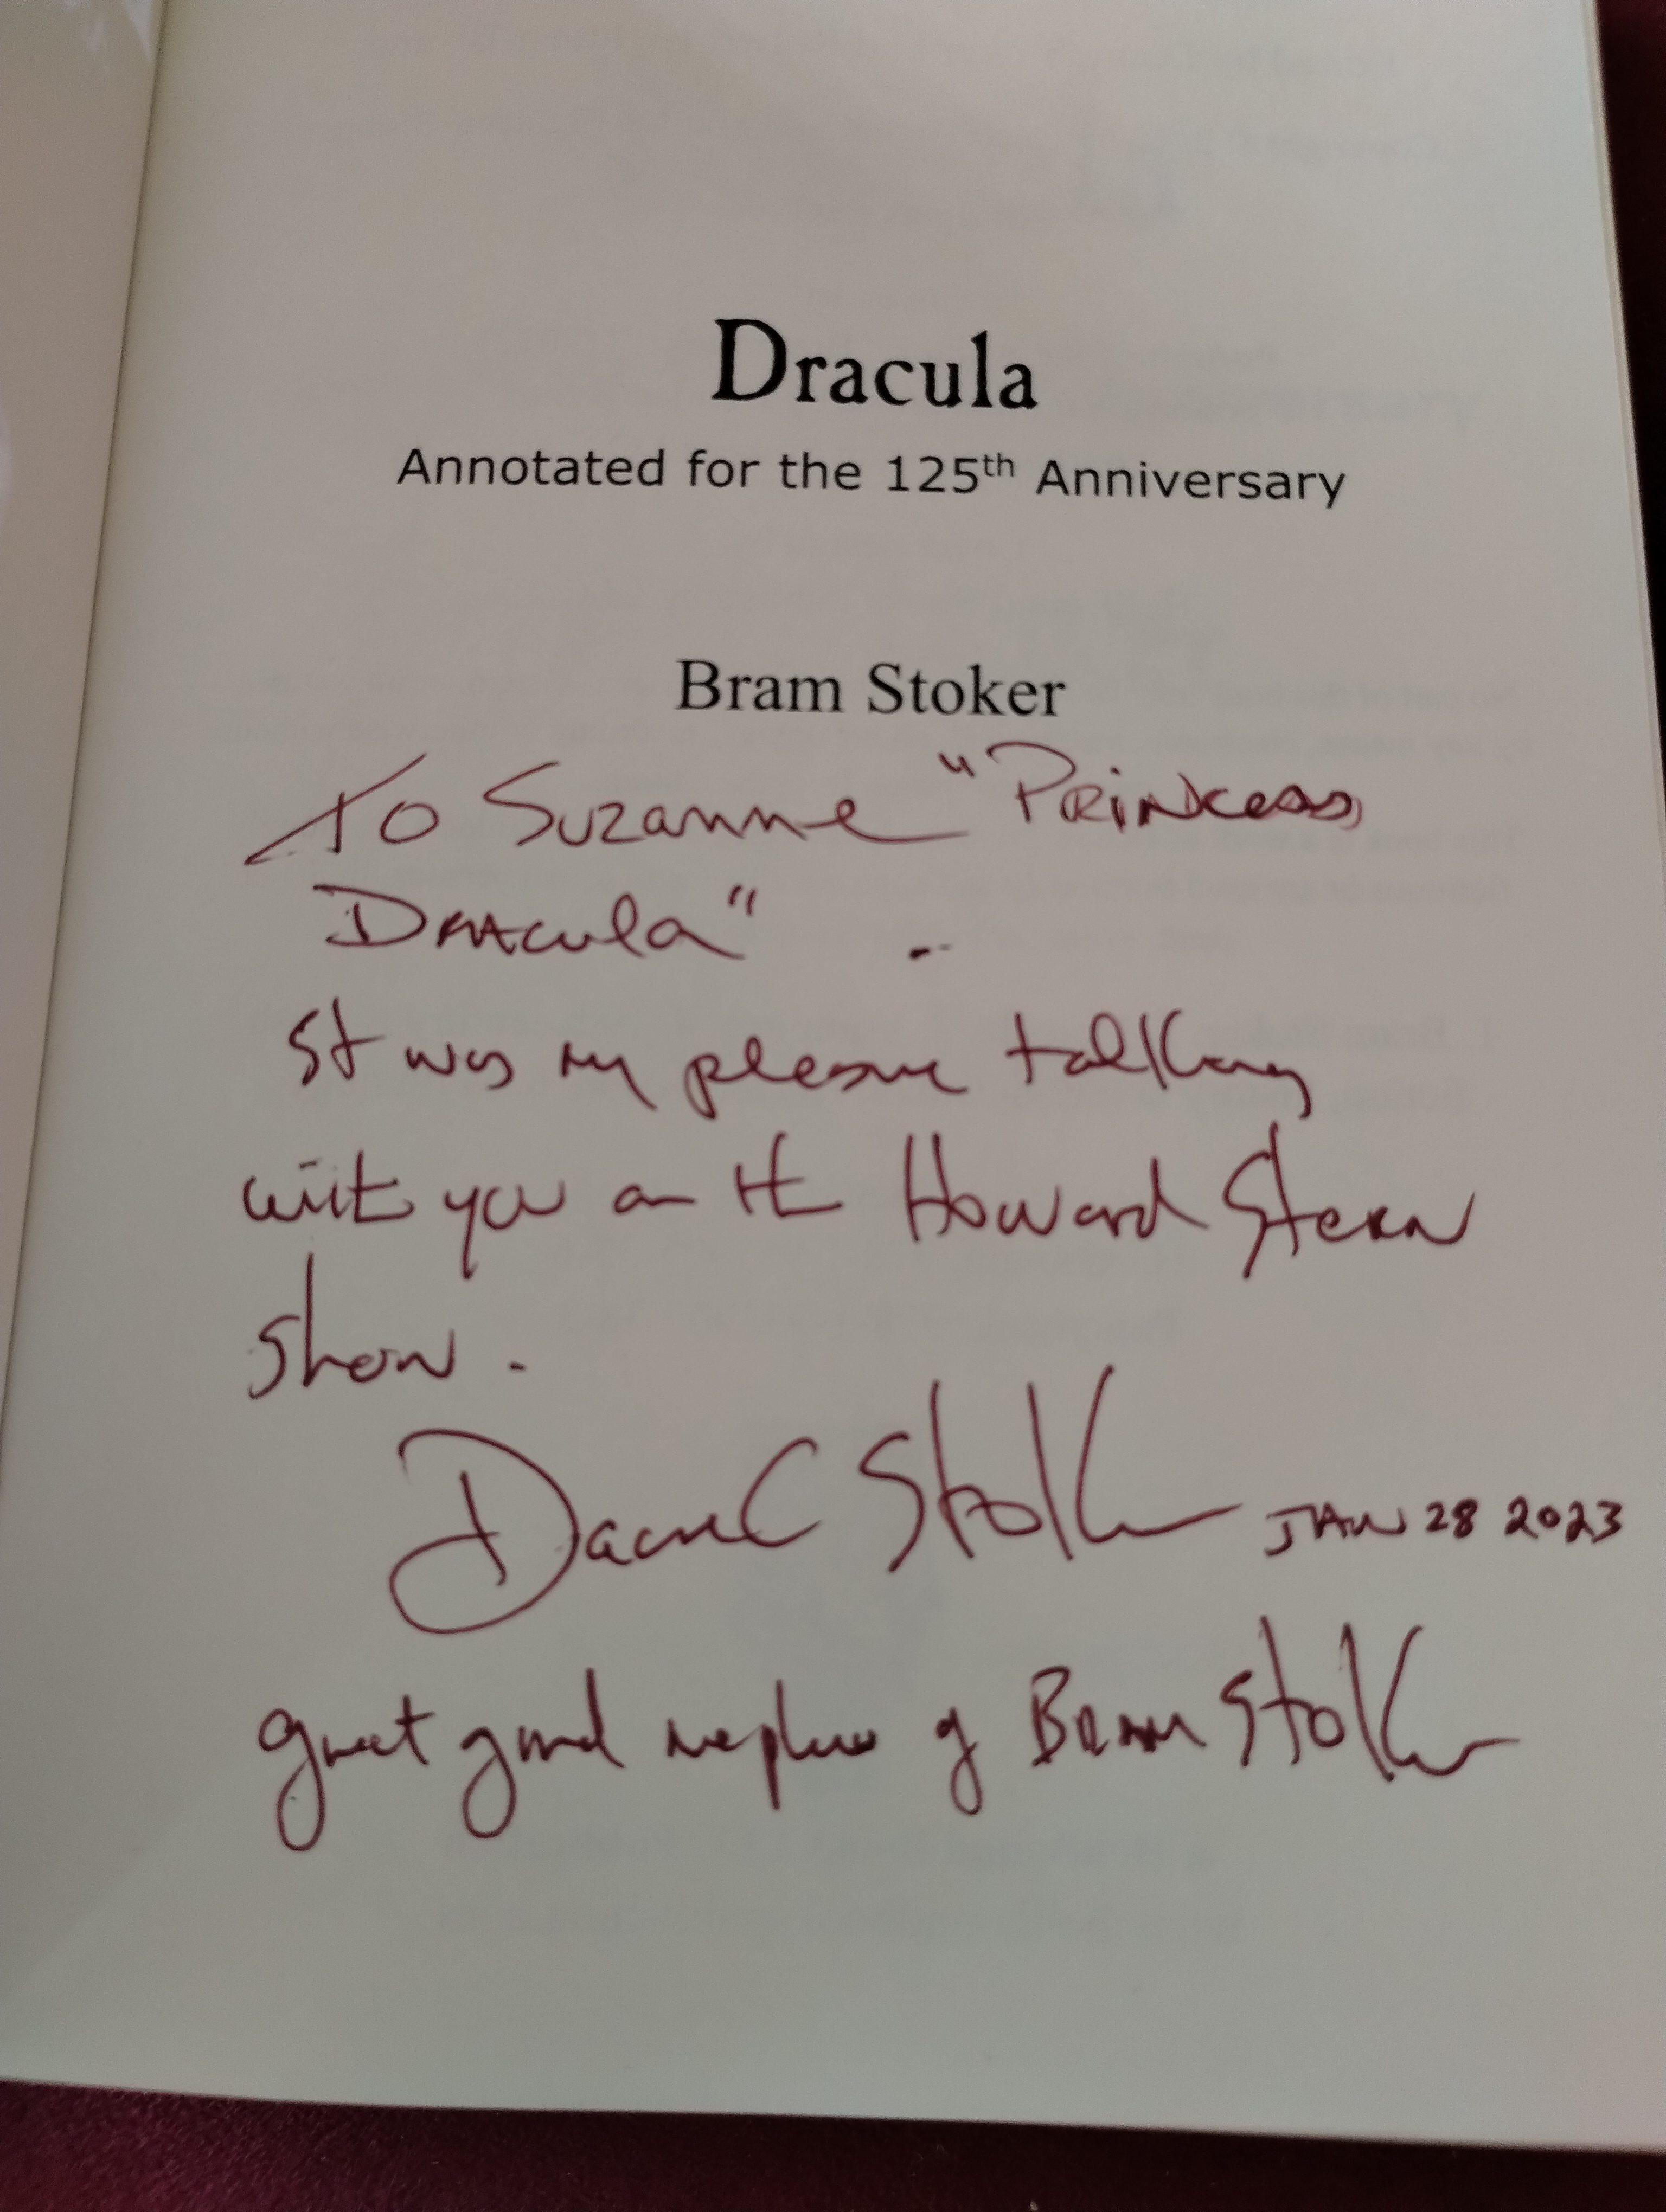 Dracula
Annotated for the 125th Anniversary
Bram Stoker
To Suzanne "Princess
Dracula"
It was my pleasure talking
with you on the Howard Stern
show.
Dacre C Stoker JAN 28 2023
great grand nephew of Bram Stoker